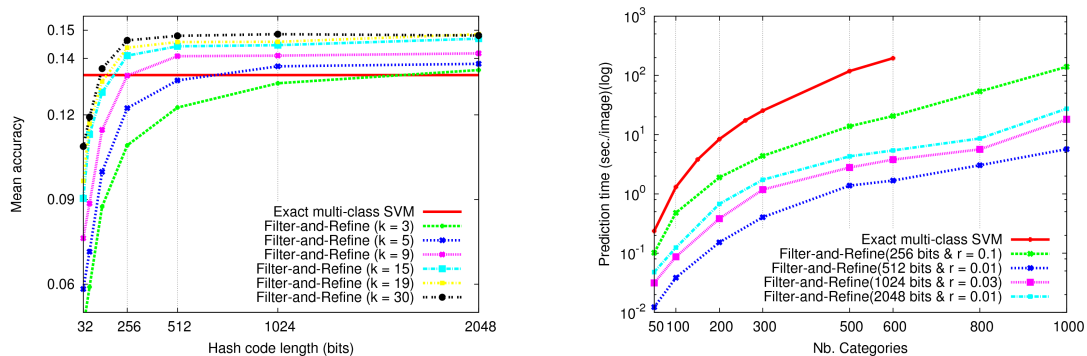 0.15
0.14
0.12
0.09
0.06
Mean accuracy
Exact multi-class SVM
Filter-and-Refine (k = 3)
Filter-and-Refine (k = 5)
Filter-and-Refine (k = 9)
Filter-and-Refine (k = 15)
Filter-and-Refine (k = 19)
Filter-and-Refine (k = 30)
32 256 512 1024 2048
Hash code length (bits)
10^3
10^2
10^1
10^0
10^-1
10^-2
Prediction time (sec./image)(log)
Exact multi-class SVM
Filter-and-Refine(256 bits & r = 0.1)
Filter-and-Refine(512 bits & r = 0.01)
Filter-and-Refine(1024 bits & r = 0.03)
Filter-and-Refine(2048 bits & r = 0.01)
50 100 200 300 500 600 800 1000
Nb. Categories